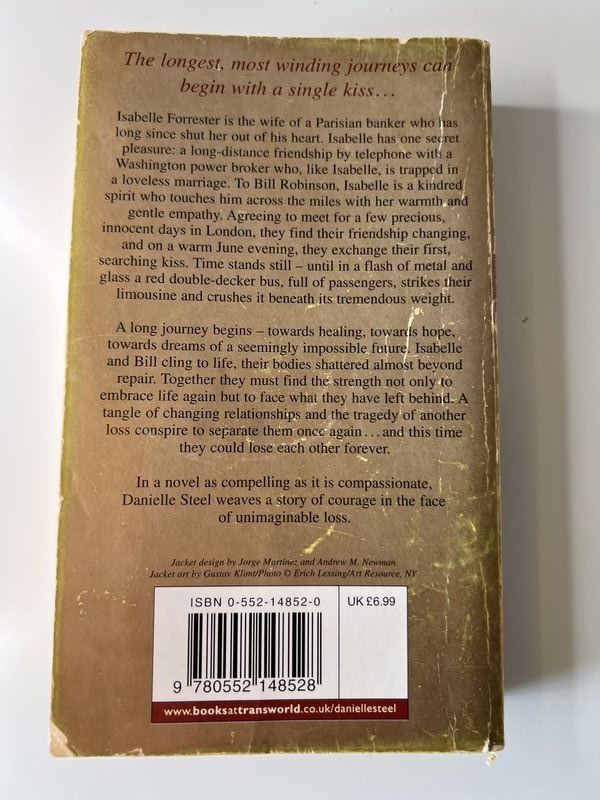 The longest, most winding journeys can
begin with a single kiss...
Isabelle Forrester is the wife of a Parisian banker who has
long since shut her out of his heart. Isabelle has one secret
pleasure: a long-distance friendship by telephone with a
Washington power broker who, like Isabelle, is trapped in
a loveless marriage. To Bill Robinson, Isabelle is a kindred
spirit who touches him across the miles with her warmth and
gentle empathy. Agreeing to meet for a few precious,
innocent days in London, they find their friendship changing,
and on a warm June evening, they exchange their first,
searching kiss. Time stands still – until in a flash of metal and
glass a red double-decker bus, full of passengers, strikes their
limousine and crushes it beneath its tremendous weight.
A long journey begins – towards healing, towards hope,
towards dreams of a seemingly impossible future. Isabelle
and Bill cling to life, their bodies shattered almost beyond
repair. Together they must find the strength not only to
embrace life again but to face what they have left behind. A
tangle of changing relationships and the tragedy of another
loss conspire to separate them once again...and this time
they could lose each other forever.
In a novel as compelling as it is compassionate,
Danielle Steel weaves a story of courage in the face
of unimaginable loss.
Jacket design by Jorge Martínez and Andrew M. Newman
Jacket art by Gustav Klimt/Photo © Erich Lessing/Art Resource, NY
ISBN 0-552-14852-0
UK £6.99
9 780552 148528
www.booksattransworld.co.uk/daniellesteel